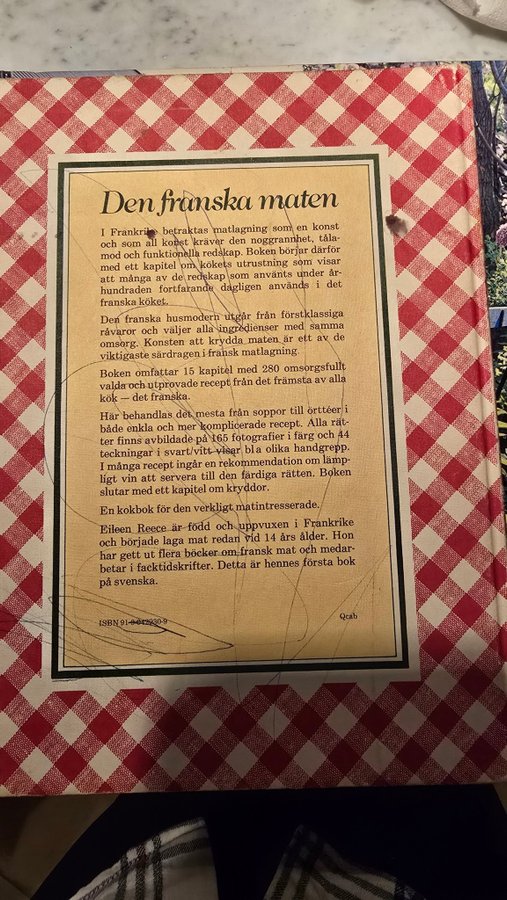 Den franska maten
I Frankrike betraktas matlagning som en konst
och som all konst kräver den noggrannhet, tåla-
mod och funktionella redskap. Boken börjar därför
med ett kapitel om kökets utrustning som visar
att många av de redskap som använts under år-
hundraden fortfarande dagligen används i det
franska köket.
Den franska husmodern utgår från förstklassiga
råvaror och väljer alla ingredienser med samma
omsorg. Konsten att krydda maten är ett av de
viktigaste särdragen i fransk matlagning.
Boken omfattar 15 kapitel med 280 omsorgsfullt
valda och utprovade recept från det främsta av alla
kök — det franska.
Här behandlas det mesta från soppor till örttéer i
både enkla och mer komplicerade recept. Alla rät-
ter finns avbildade på 165 fotografier i färg och 44
teckningar i svart/vitt visar bl a olika handgrepp.
I många recept ingår en rekommendation om lämp-
ligt vin att servera till den färdiga rätten. Boken
slutar med ett kapitel om kryddor.
En kokbok för den verkligt matintresserade.
Eileen Reece är född och uppvuxen i Frankrike
och började laga mat redan vid 14 års ålder. Hon
har gett ut flera böcker om fransk mat och medar-
betar i facktidskrifter. Detta är hennes första bok
på svenska.
ISBN Qcab